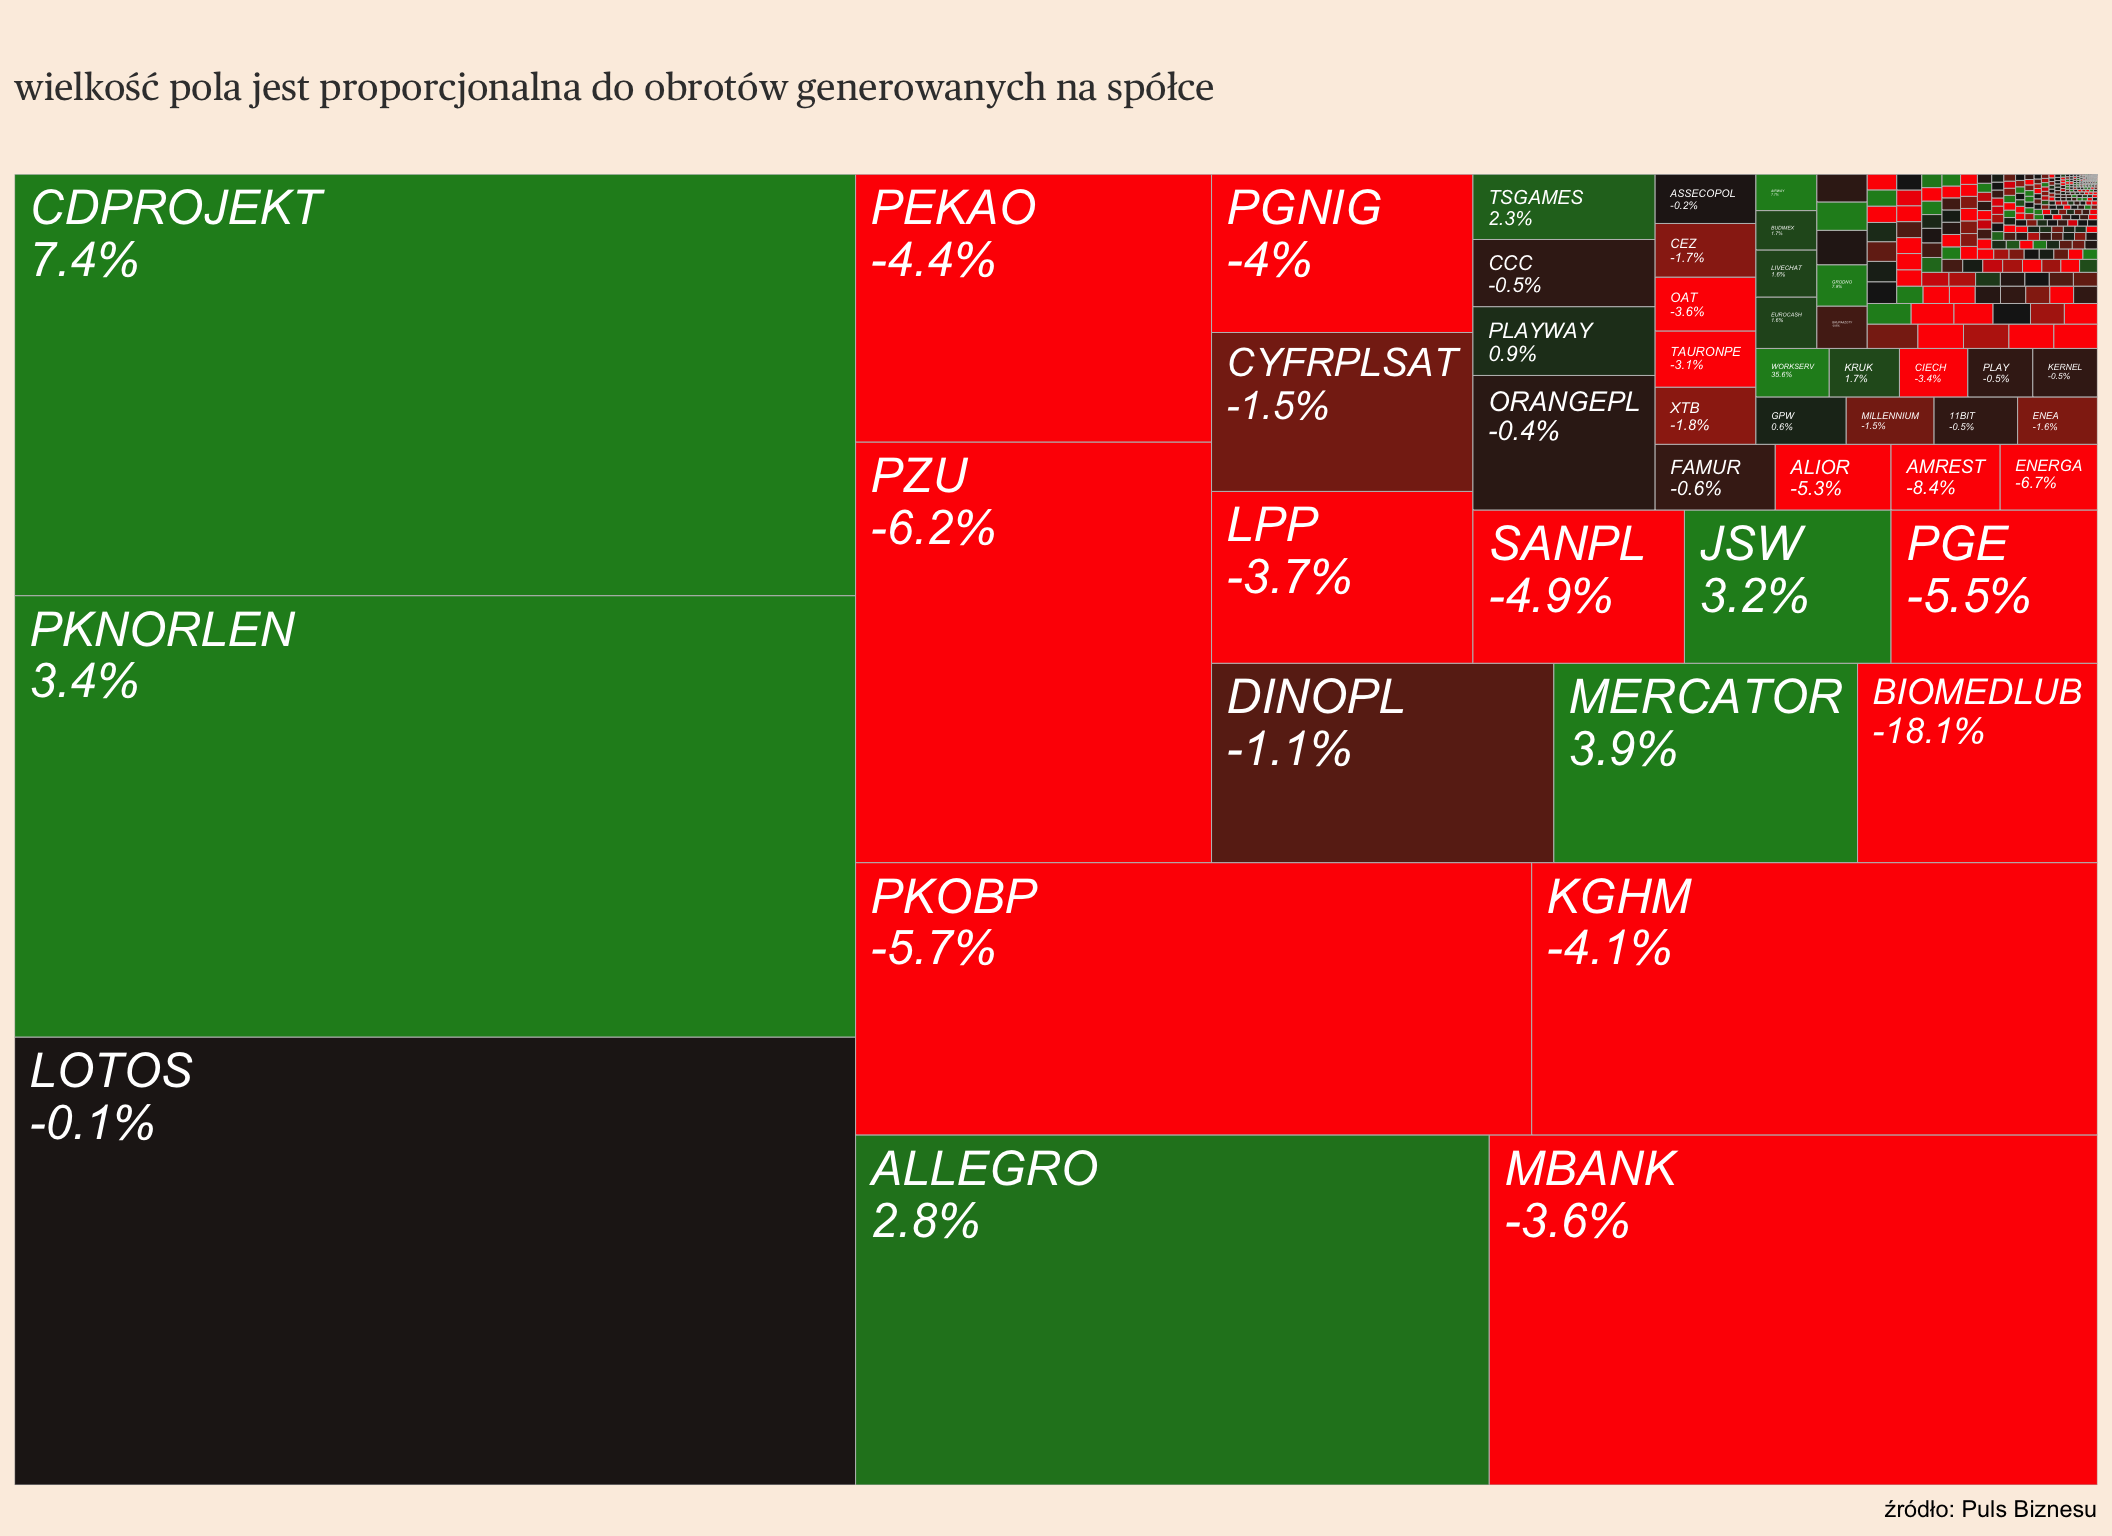 wielkość pola jest proporcjonalna do obrotów generowanych na spółce
CDPROJEKT
7.4%
PKNORLEN
3.4%
LOTOS
-0.1%
PEKAO
-4.4%
PZU
-6.2%
PKOBP
-5.7%
KGHM
-4.1%
ALLEGRO
2.8%
MBANK
-3.6%
PGNIG
-4%
CYFRPLSAT
-1.5%
LPP
-3.7%
DINOPL
-1.1%
MERCATOR
3.9%
BIOMEDLUB
-18.1%
SANPL
-4.9%
JSW
3.2%
PGE
-5.5%
TSGAMES
2.3%
CCC
-0.5%
PLAYWAY
0.9%
ORANGEPL
-0.4%
ASSECOPOL
-0.2%
CEZ
-1.7%
OAT
-3.6%
TAURONPE
-3.1%
XTB
-1.8%
FAMUR
-0.6%
ALIOR
-5.3%
AMREST
-8.4%
ENERGA
-6.7%
GPW
0.6%
MILLENNIUM
-1.5%
11BIT
-0.5%
ENEA
-1.6%
WORKSERV
35.6%
KRUK
1.7%
CIECH
-3.4%
PLAY
-0.5%
KERNEL
-0.5%
BUDIMEX
1.7%
LIVECHAT
1.6%
EUROCASH
1.6%
GRODNO
źródło: Puls Biznesu